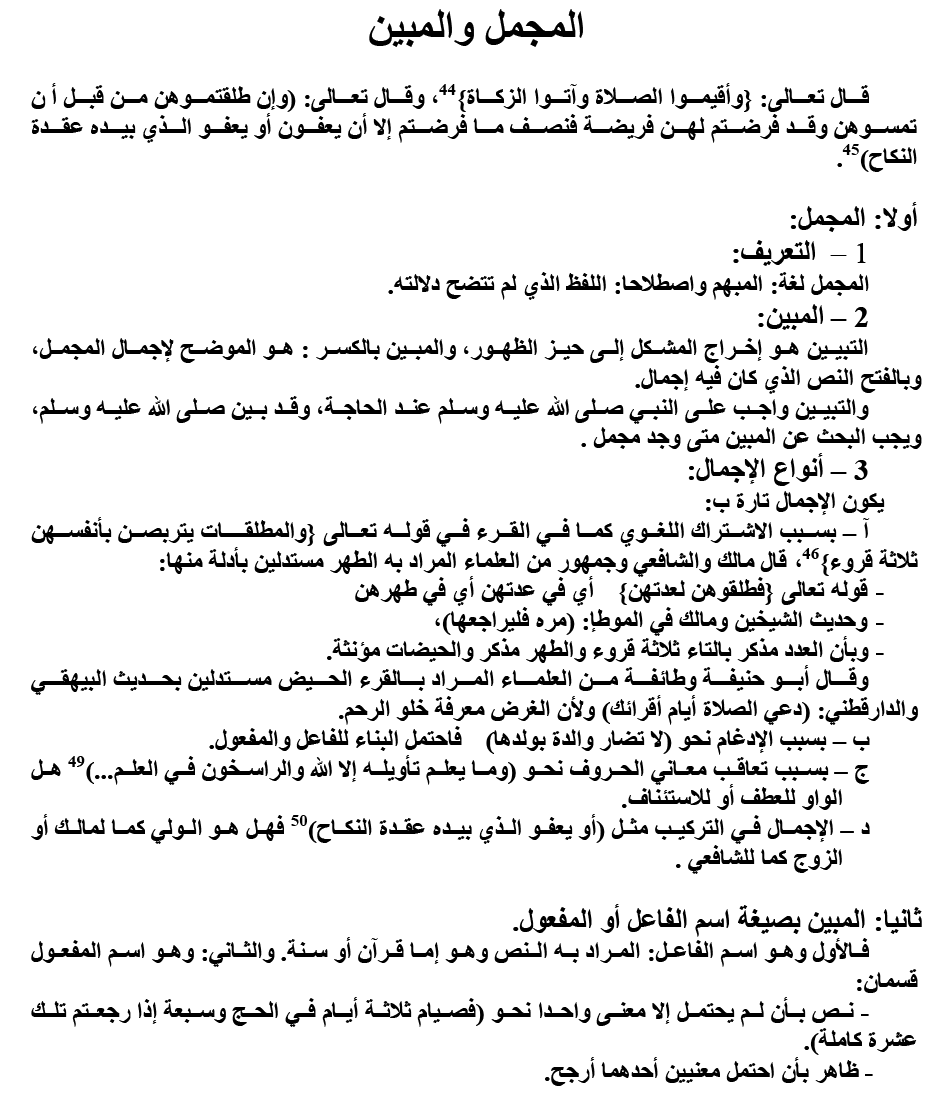 المجمل والمبين
قال تعالى: {وأقيموا الصلاة وآتوا الزكاة}44، وقال تعالى: (وإن طلقتموهن من قبل أ ن
تمسوهن وقد فرضتم لهن فريضة فنصف ما فرضتم إلا أن يعفون أو يعفو الذي بيده عقدة
النكاح)45.
أولا: المجمل:
1 – التعريف:
المجمل لغة: المبهم واصطلاحا: اللفظ الذي لم تتضح دلالته.
2 – المبين:
التبيين هو إخراج المشكل إلى حيز الظهور، والمبين بالكسر : هو الموضح لإجمال المجمل،
وبالفتح النص الذي كان فيه إجمال.
والتبيين واجب على النبي صلى الله عليه وسلم عند الحاجة، وقد بين صلى الله عليه وسلم،
ويجب البحث عن المبين متى وجد مجمل .
3 – أنواع الإجمال:
يكون الإجمال تارة ب:
آ – بسبب الاشتراك اللغوي كما في القرء في قوله تعالى {والمطلقات يتربصن بأنفسهن
ثلاثة قروء}46، قال مالك والشافعي وجمهور من العلماء المراد به الطهر مستدلين بأدلة منها:
- قوله تعالى {فطلقوهن لعدتهن} أي في عدتهن أي في طهرهن
- وحديث الشيخين ومالك في الموطإ: (مره فليراجعها)،
- وبأن العدد مذكر بالتاء ثلاثة قروء والطهر مذكر والحيضات مؤنثة.
وقال أبو حنيفة وطائفة من العلماء المراد بالقرء الحيض مستدلين بحديث البيهقي
والدارقطني: (دعي الصلاة أيام أقرائك) ولأن الغرض معرفة خلو الرحم.
ب – بسبب الإدغام نحو (لا تضار والدة بولدها) فاحتمل البناء للفاعل والمفعول.
ج – بسبب تعاقب معاني الحروف نحو (وما يعلم تأويله إلا الله والراسخون في العلم...)49 هل
الواو للعطف أو للاستئناف.
د – الإجمال في التركيب مثل (أو يعفو الذي بيده عقدة النكاح)50 فهل هو الولي كما لمالك أو
الزوج كما للشافعي .
ثانيا: المبين بصيغة اسم الفاعل أو المفعول.
فالأول وهو اسم الفاعل: المراد به النص وهو إما قرآن أو سنة. والثاني: وهو اسم المفعول
قسمان:
- نص بأن لم يحتمل إلا معنى واحدا نحو (فصيام ثلاثة أيام في الحج وسبعة إذا رجعتم تلك
عشرة كاملة).
- ظاهر بأن احتمل معنيين أحدهما أرجح.